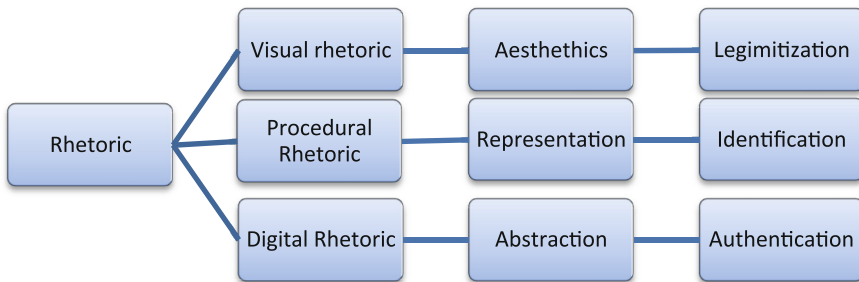 Visual rhetoric
Aesthethics
Legimitization
Rhetoric
Procedural
Rhetoric
Representation
Identification
Digital Rhetoric
Abstraction
Authentication